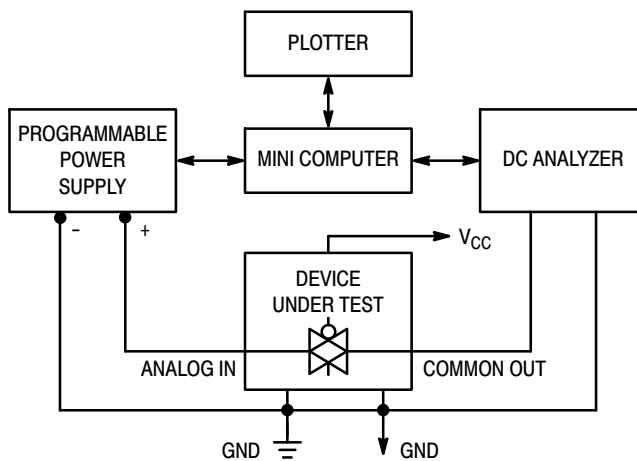 PLOTTER
PROGRAMMABLE
POWER
SUPPLY
MINI COMPUTER
DC ANALYZER
– +
VCC
DEVICE
UNDER TEST
ANALOG IN
COMMON OUT
GND
GND